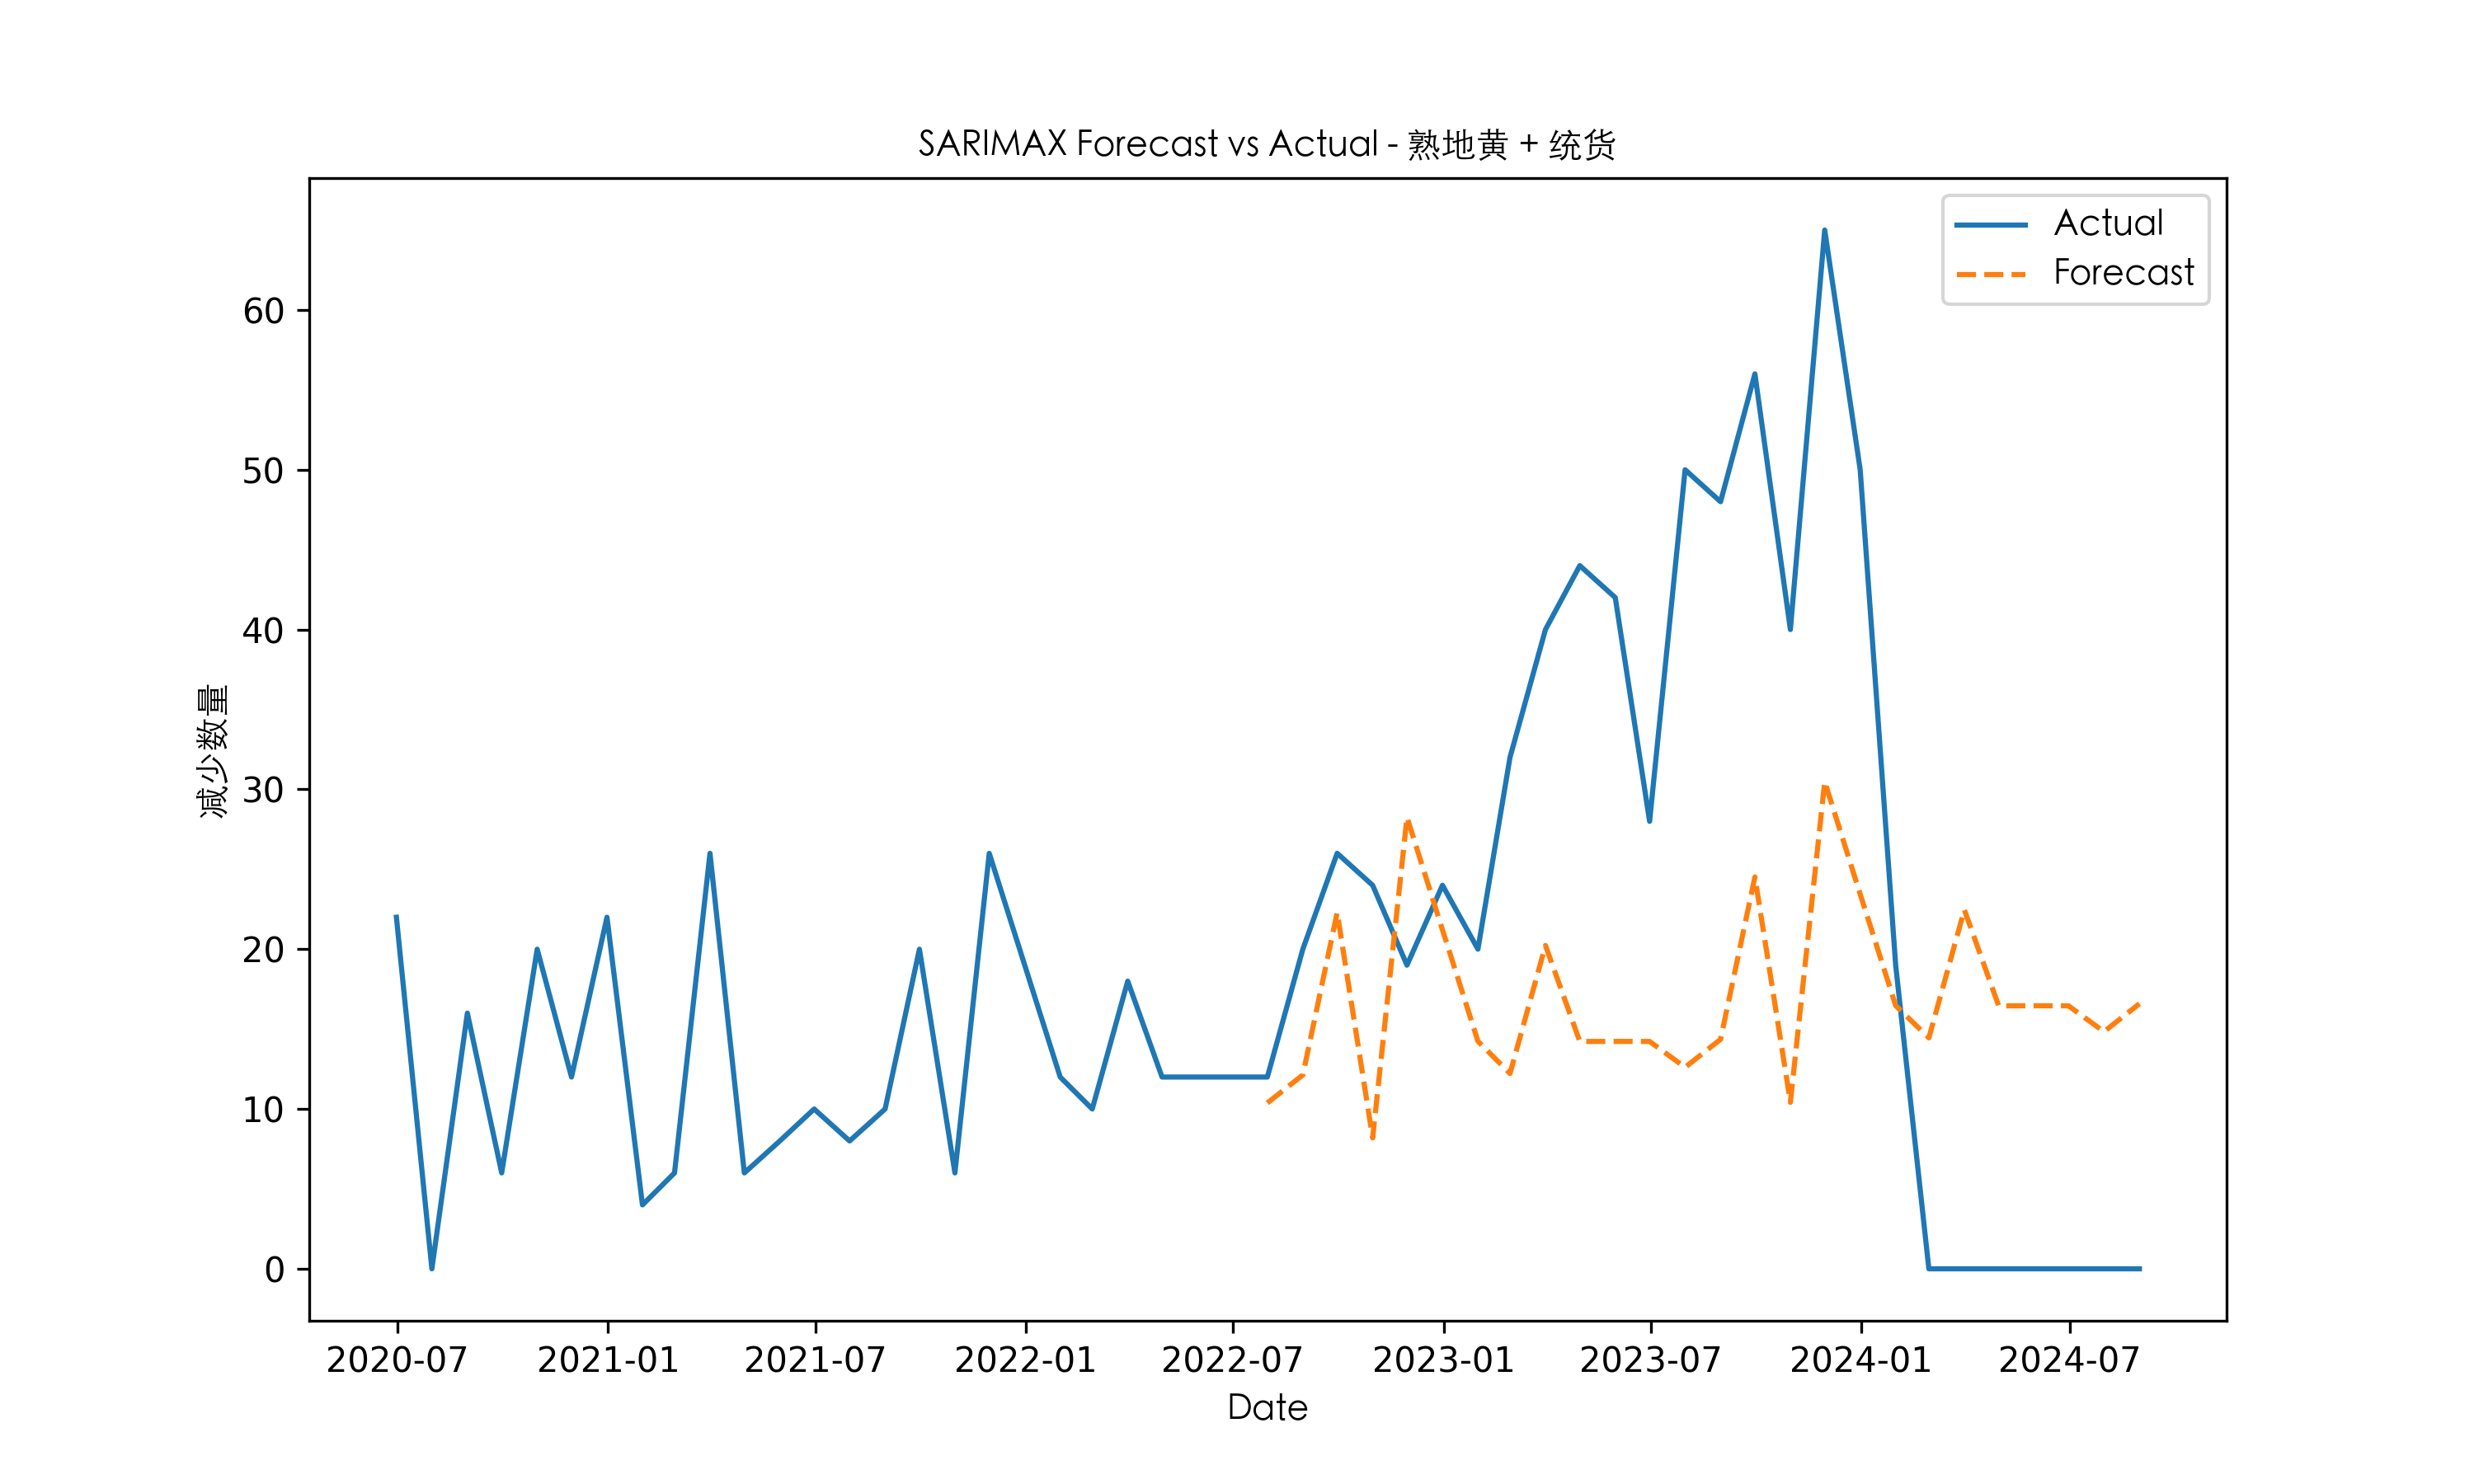 SARIMAX Forecast vs Actual - 熟地黄 + 统货
Actual
Forecast
减少数量
60
50
40
30
20
10
0
2020-07 2021-01 2021-07 2022-01 2022-07 2023-01 2023-07 2024-01 2024-07
Date